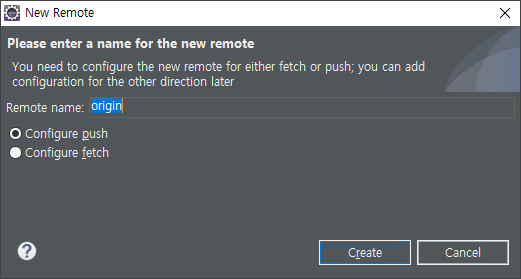 New Remote
Please enter a name for the new remote
You need to configure the new remote for either fetch or push; you can add
configuration for the other direction later
Remote name: origin
Configure push
Configure fetch
?
Create Cancel